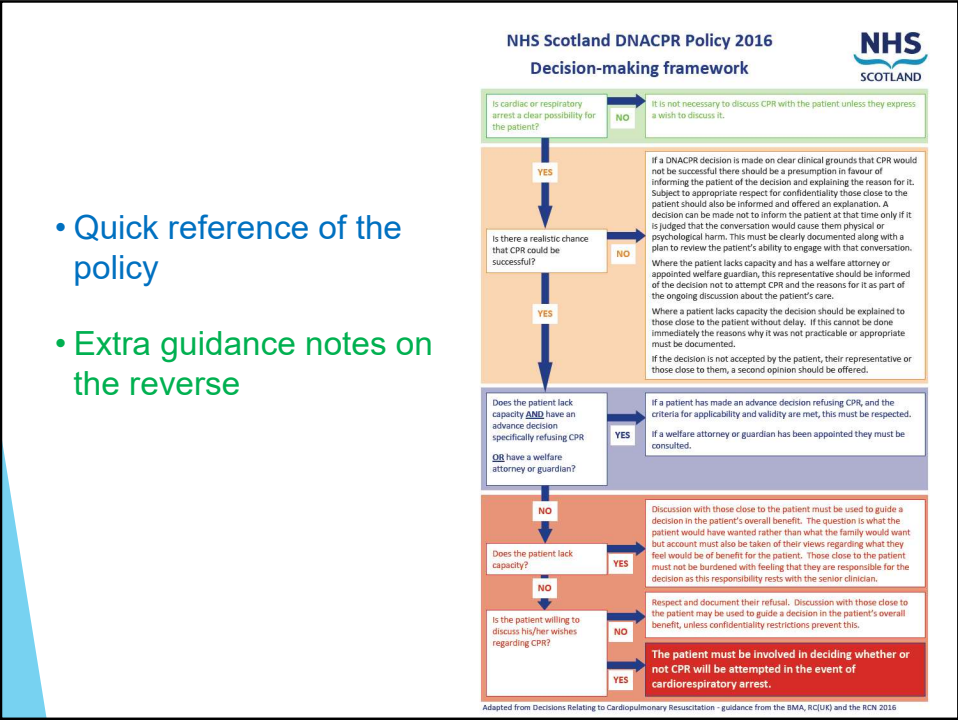 • Quick reference of the
policy
• Extra guidance notes on
the reverse
NHS Scotland DNACPR Policy 2016
Decision-making framework
NHS
SCOTLAND
Is cardiac or respiratory
arrest a clear possibility for
the patient?
NO
It is not necessary to discuss CPR with the patient unless they express
a wish to discuss it.
YES
Is there a realistic chance
that CPR could be
successful?
NO
If a DNACPR decision is made on clear clinical grounds that CPR would
not be successful there should be a presumption in favour of
informing the patient of the decision and explaining the reason for it.
Subject to appropriate respect for confidentiality those close to the
patient should also be informed and offered an explanation. A
decision can be made not to inform the patient at that time only if it
is judged that the conversation would cause them physical or
psychological harm. This must be clearly documented along with a
plan to review the patient's ability to engage with that conversation.
Where the patient lacks capacity and has a welfare attorney or
appointed welfare guardian, this representative should be informed
of the decision not to attempt CPR and the reasons for it as part of
the ongoing discussion about the patient's care.
Where a patient lacks capacity the decision should be explained to
those close to the patient without delay. If this cannot be done
immediately the reasons why it was not practicable or appropriate
must be documented.
If the decision is not accepted by the patient, their representative or
those close to them, a second opinion should be offered.
YES
Does the patient lack
capacity AND have an
advance decision
specifically refusing CPR
OR have a welfare
attorney or guardian?
YES
If a patient has made an advance decision refusing CPR, and the
criteria for applicability and validity are met, this must be respected.
If a welfare attorney or guardian has been appointed they must be
consulted.
NO
Does the patient lack
capacity?
YES
Discussion with those close to the patient must be used to guide a
decision in the patient's overall benefit. The question is what the
patient would have wanted rather than what the family would want
but account must also be taken of their views regarding what they
feel would be of benefit for the patient. Those close to the patient
must not be burdened with feeling that they are responsible for the
decision as this responsibility rests with the senior clinician.
NO
Is the patient willing to
discuss his/her wishes
regarding CPR?
NO
Respect and document their refusal. Discussion with those close to
the patient may be used to guide a decision in the patient's overall
benefit, unless confidentiality restrictions prevent this.
YES
The patient must be involved in deciding whether or
not CPR will be attempted in the event of
cardiorespiratory arrest.
Adapted from Decisions Relating to Cardiopulmonary Resuscitation - guidance from the BMA, RC(UK) and the RCN 2016